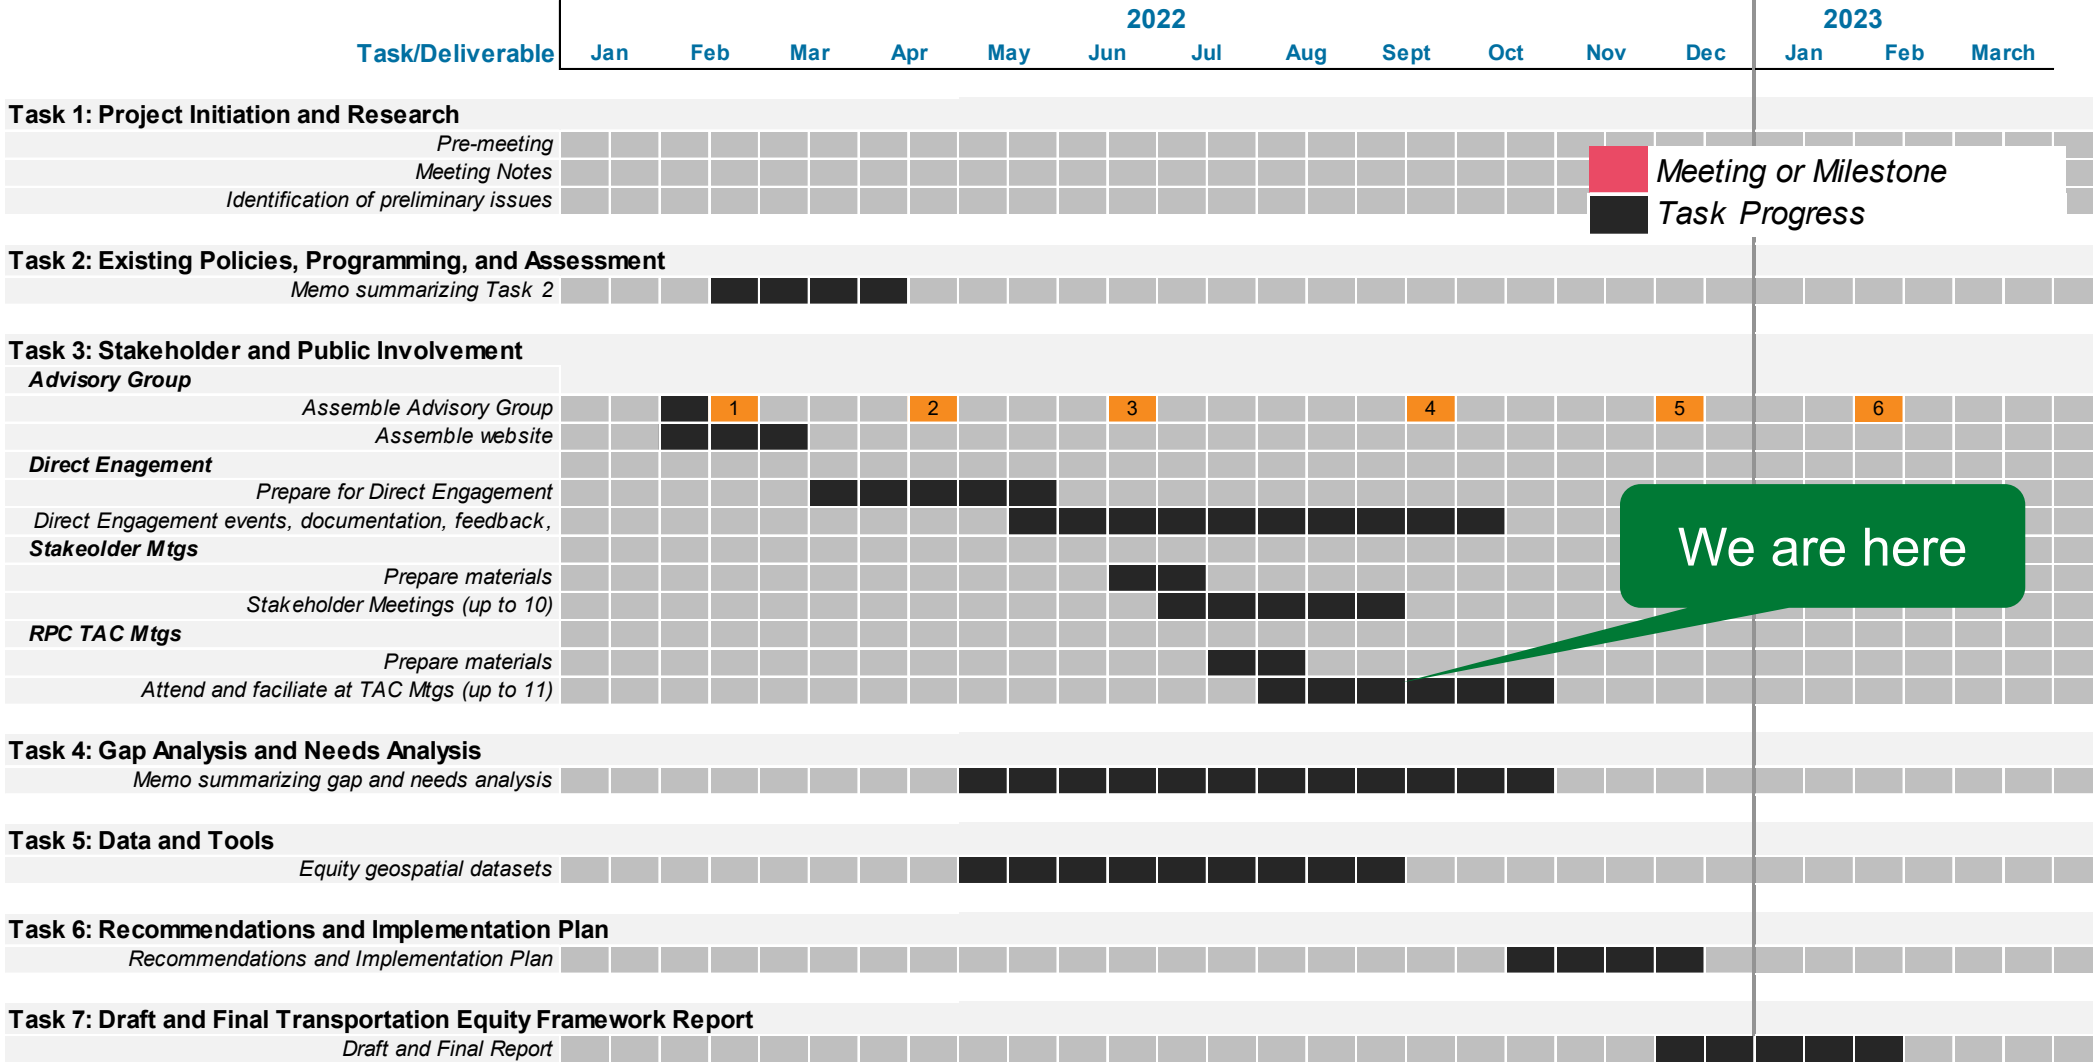 2022 2023
Task/Deliverable Jan Feb Mar Apr May Jun Jul Aug Sept Oct Nov Dec Jan Feb March
Task 1: Project Initiation and Research
Pre-meeting
Meeting Notes
Identification of preliminary issues
Meeting or Milestone
Task Progress
Task 2: Existing Policies, Programming, and Assessment
Memo summarizing Task 2
Task 3: Stakeholder and Public Involvement
Advisory Group
Assemble Advisory Group 1 2 3 4 5 6
Assemble website
Direct Enagement
Prepare for Direct Engagement
Direct Engagement events, documentation, feedback,
We are here
Stakeolder Mtgs
Prepare materials
Stakeholder Meetings (up to 10)
RPC TAC Mtgs
Prepare materials
Attend and faciliate at TAC Mtgs (up to 11)
Task 4: Gap Analysis and Needs Analysis
Memo summarizing gap and needs analysis
Task 5: Data and Tools
Equity geospatial datasets
Task 6: Recommendations and Implementation Plan
Recommendations and Implementation Plan
Task 7: Draft and Final Transportation Equity Framework Report
Draft and Final Report